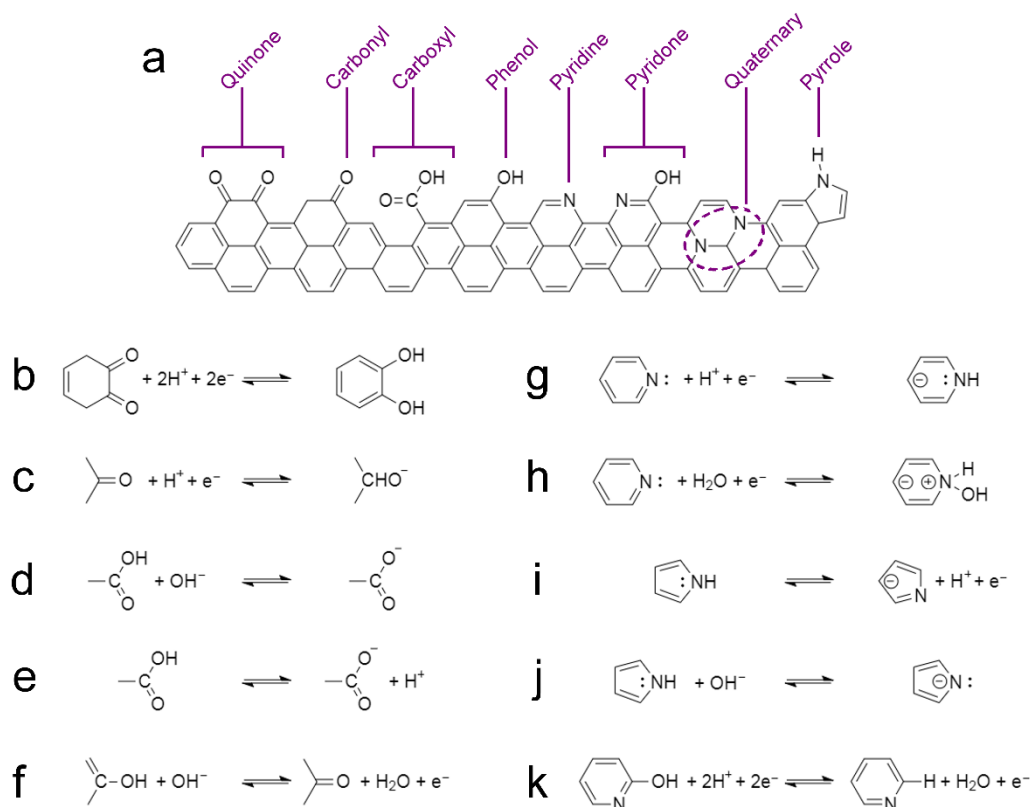 a
Quinone
Carbonyl
Carboxyl
Phenol
Pyridine
Pyridone
Quaternary
Pyrrole
H
O O O OH O OH N N OH N N N
b O O + 2H⁺ + 2e⁻ OH OH
c O + H⁺ + e⁻ CHO⁻
d C OH O + OH⁻ C O⁻ O
e C OH O C O⁻ O + H⁺
f OH + OH⁻ O + H₂O + e⁻
g N: + H⁺ + e⁻ ⊖ : NH
h N: + H₂O + e⁻ ⊖ ⊕ N H OH
i : NH ⊖ N + H⁺ + e⁻
j : NH + OH⁻ ⊖ N:
k N OH + 2H⁺ + 2e⁻ N H + H₂O + e⁻